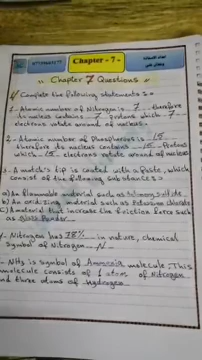 Chapter - 7 -
" Chapter 7 Questions "
Q/ Complete the following statements :-
1- Atomic number of Nitrogen is ..7.. therefore
its nucleus contains ..7.. protons which ..7..
electrons rotate around of nucleus.
2- Atomic number of Phosphorous is ..15..
therefore its nucleus contains ..15.. Protons
which ..15.. electrons rotate around of nucleus
3- A match's tip is coated with a paste, which
consist of the following substances :-
a) A flammable material such as Antimony Sulfide
b) An oxidizing material such as Potassium chlorate
C) A material that increase the friction force such
as Glass Powder
4- Nitrogen has 78% in nature, chemical
symbol of Nitrogen ..N..
- NH3 is symbol of Ammonia molecule, This
molecule consists of 1 atom of Nitrogen
and three atoms of Hydrogen